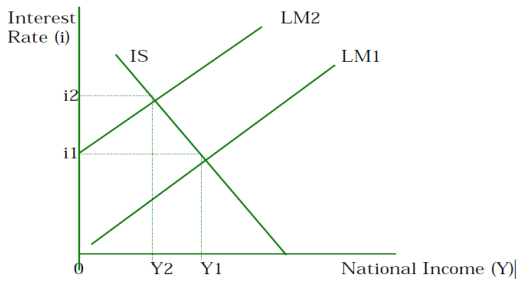 Interest
Rate (i)
LM2
IS
LM1
i2
i1
0
Y2
Y1
National Income (Y)